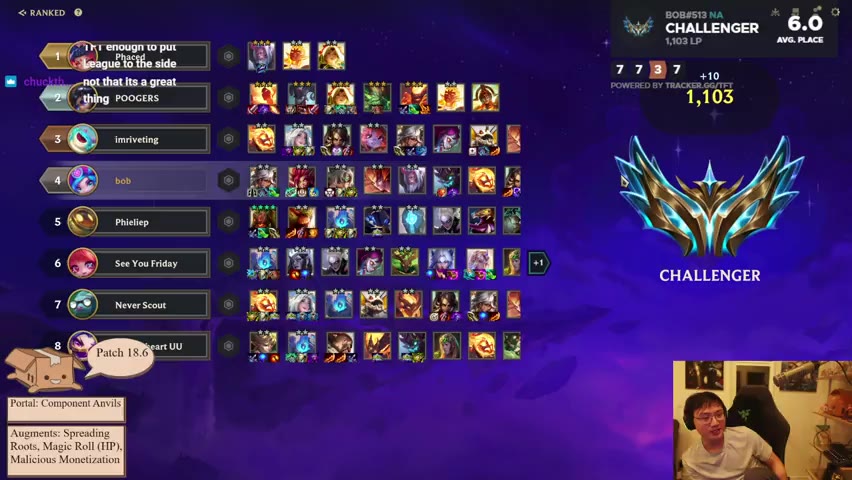 RANKED
BOB#513 NA
CHALLENGER
1,103 LP
6.0
AVG. PLACE
7 7 3 7
POWERED BY TRACKER.GG/TFT
+10
1,103
CHALLENGER
TFT enough to put
League to the side
not that its a great
thing
chuckth
1 Phaced
2 POOGERS
3 imriveting
4 bob
5 Phieliep
6 See You Friday
+1
7 Never Scout
8 heart UU
Patch 18.6
Portal: Component Anvils
Augments: Spreading
Roots, Magic Roll (HP),
Malicious Monetization